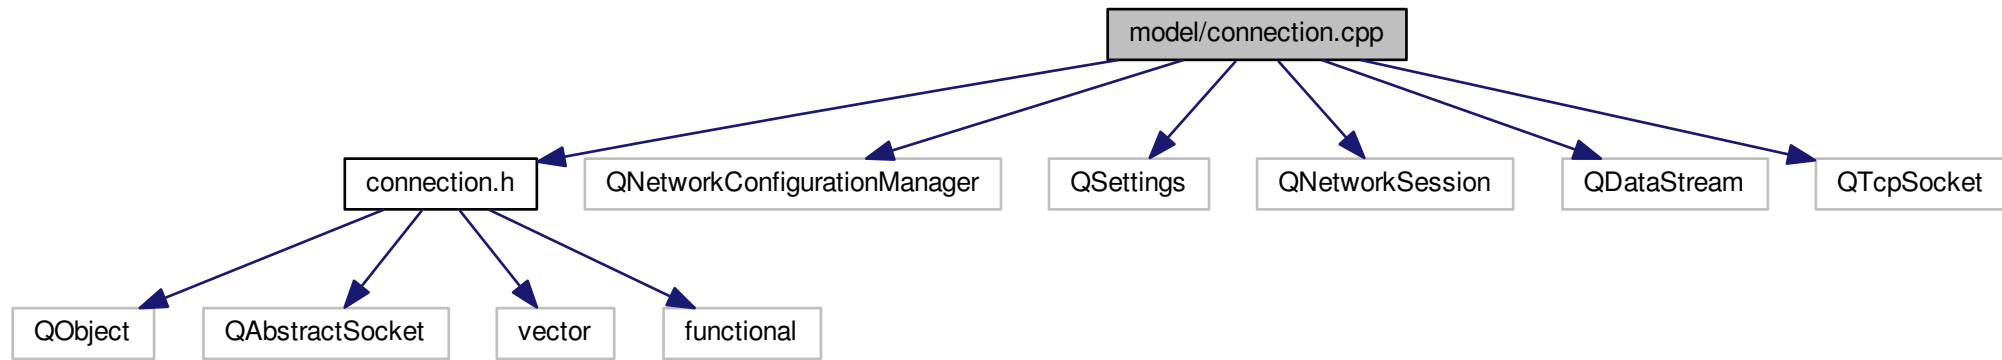 model/connection.cpp
connection.h
QNetworkConfigurationManager
QSettings
QNetworkSession
QDataStream
QTcpSocket
QObject
QAbstractSocket
vector
functional